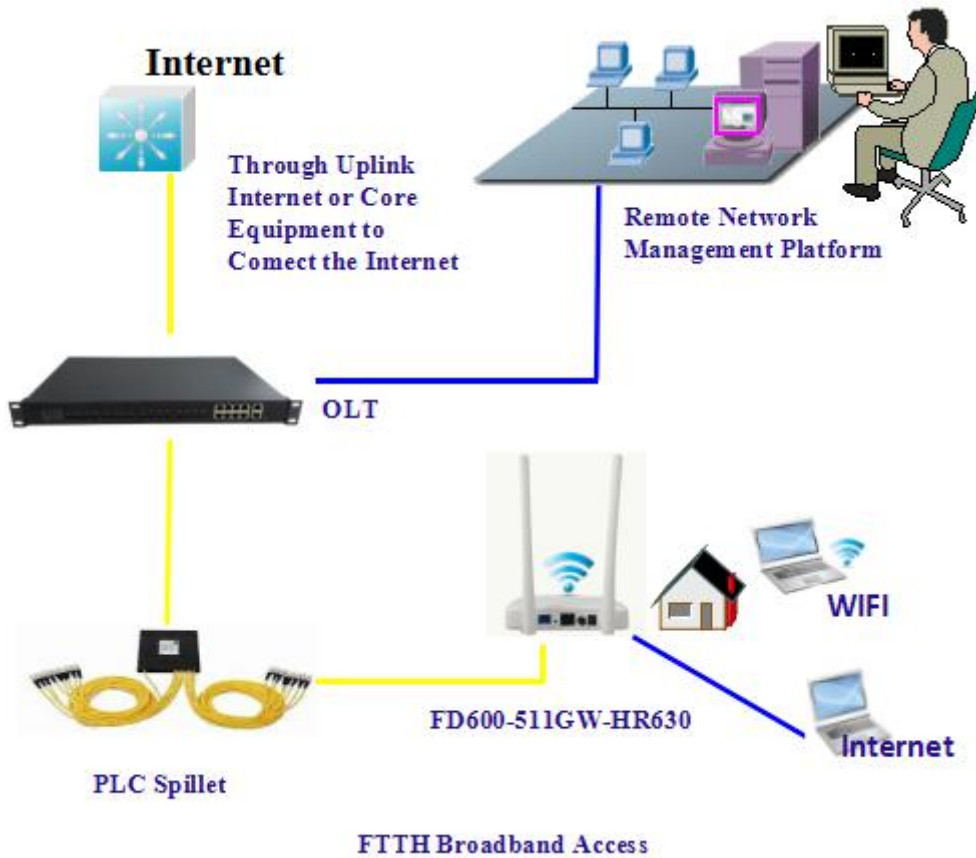 Internet
Through Uplink
Internet or Core
Equipment to
Comect the Internet
Remote Network
Management Platform
OLT
WIFI
FD600-511GW-HR630
Internet
PLC Spillet
FTTH Broadband Access